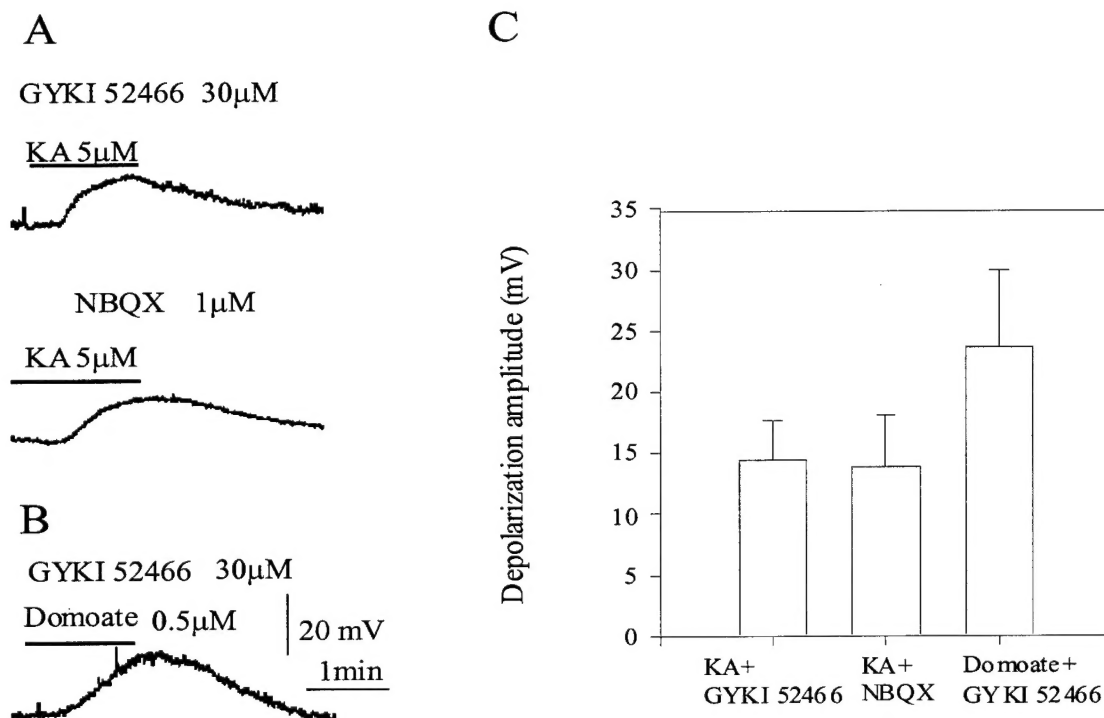 A
GYKI 52466 30μM
KA 5μM
NBQX 1μM
KA 5μM
B
GYKI 52466 30μM
Domoate 0.5μM
20 mV
1min
C
Depolarization amplitude (mV)
35
30
25
20
15
10
5
0
KA+
GYKI 52466
KA+
NBQX
Domoate+
GYKI 52466